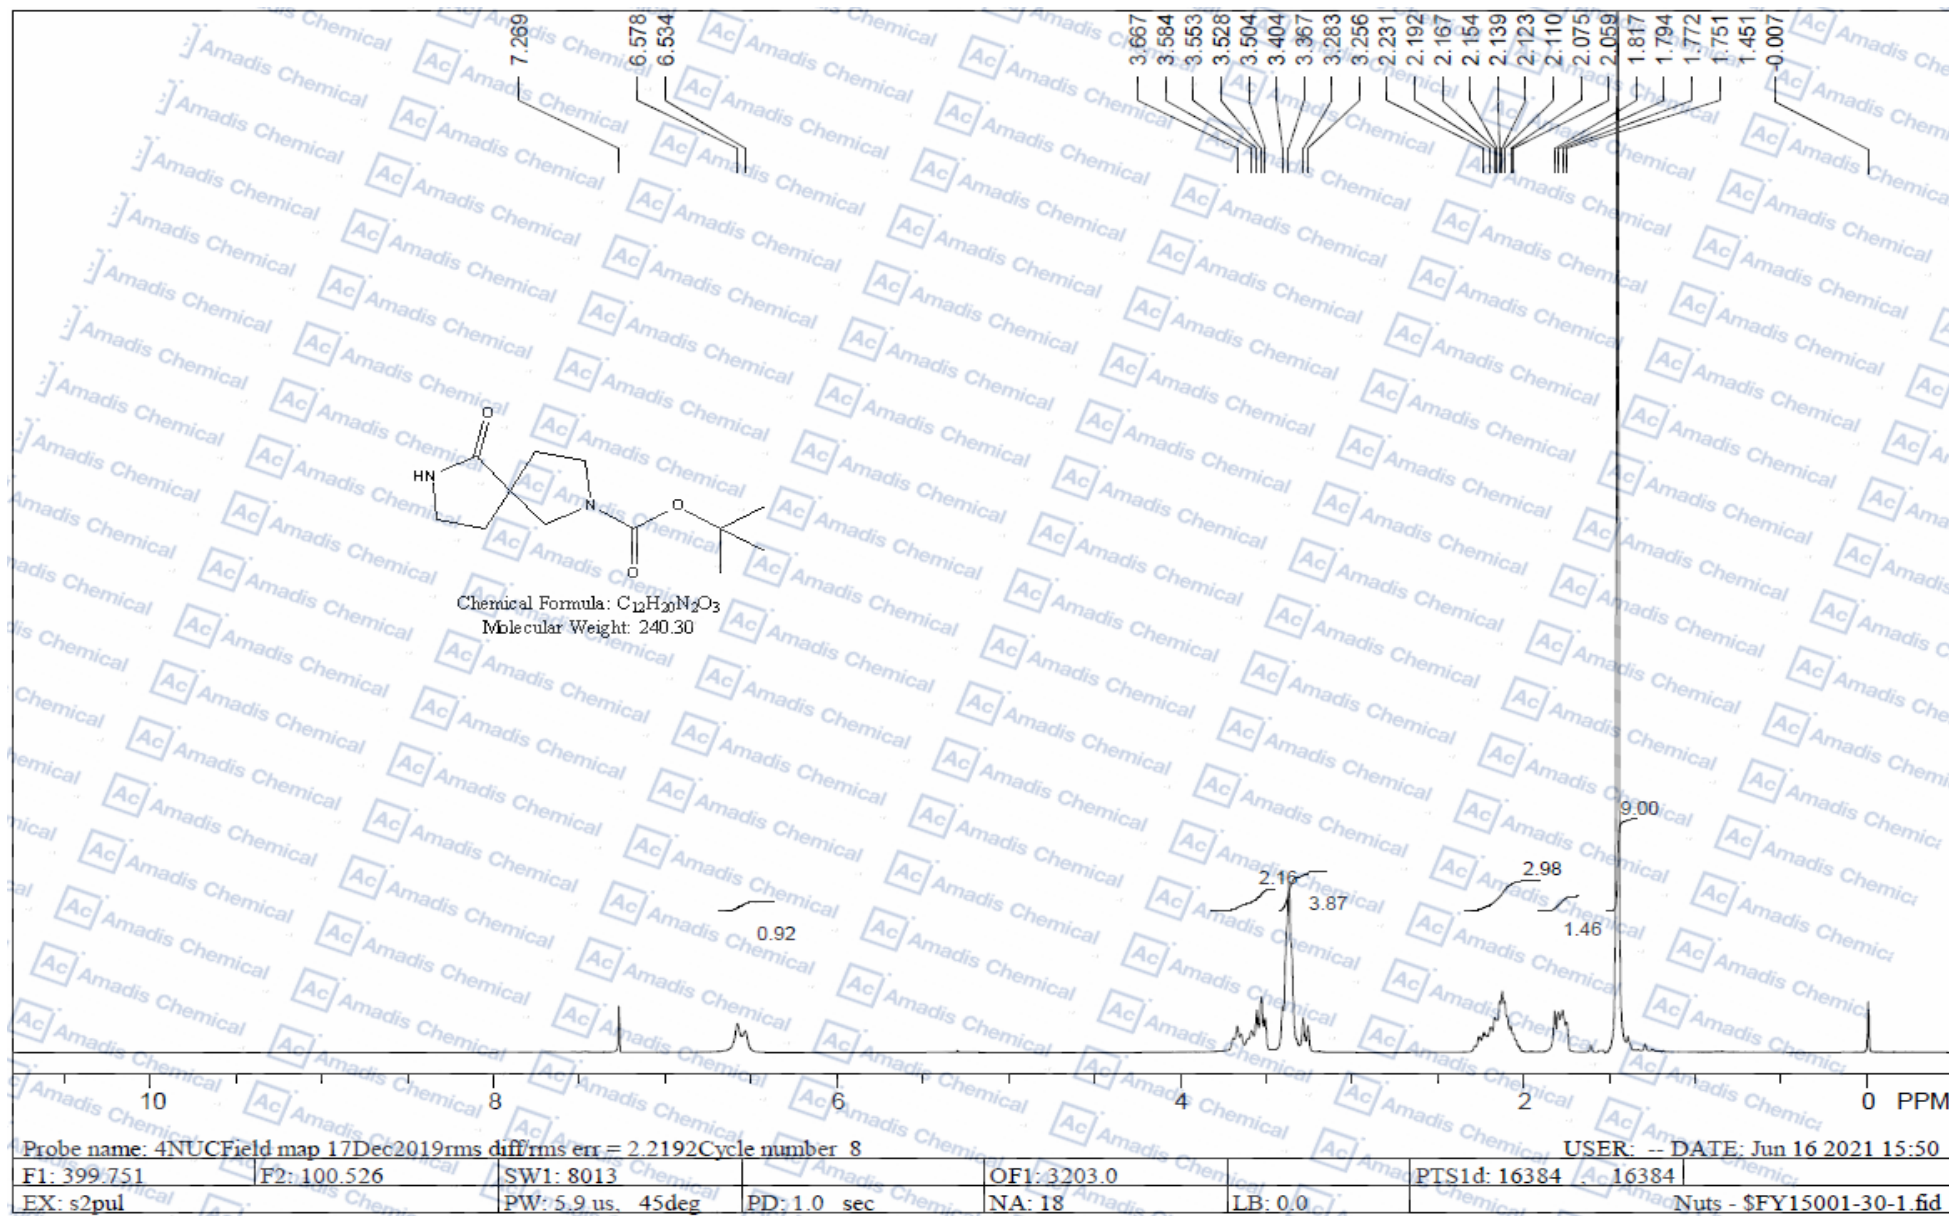 7.269
6.578
6.534
3.667
3.584
3.553
3.528
3.504
3.404
3.367
3.283
3.256
2.231
2.192
2.167
2.154
2.139
2.123
2.110
2.075
2.059
1.817
1.794
1.772
1.751
1.451
-0.007
O
HN
N
O
O
Chemical Formula: C12H20N2O3
Molecular Weight: 240.30
9.00
2.16
3.87
2.98
1.46
0.92
10 8 6 4 2 0 PPM
Probe name: 4NUCField map 17Dec2019rms diff/rms err = 2.2192Cycle number 8 USER: -- DATE: Jun 16 2021 15:50
F1: 399.751 F2: 100.526 SW1: 8013 OF1: 3203.0 PTS1d: 16384 , 16384
EX: s2pul PW: 5.9 us, 45deg PD: 1.0 sec NA: 18 LB: 0.0 Nuts - $FY15001-30-1.fid
Ac Amadis Chemical